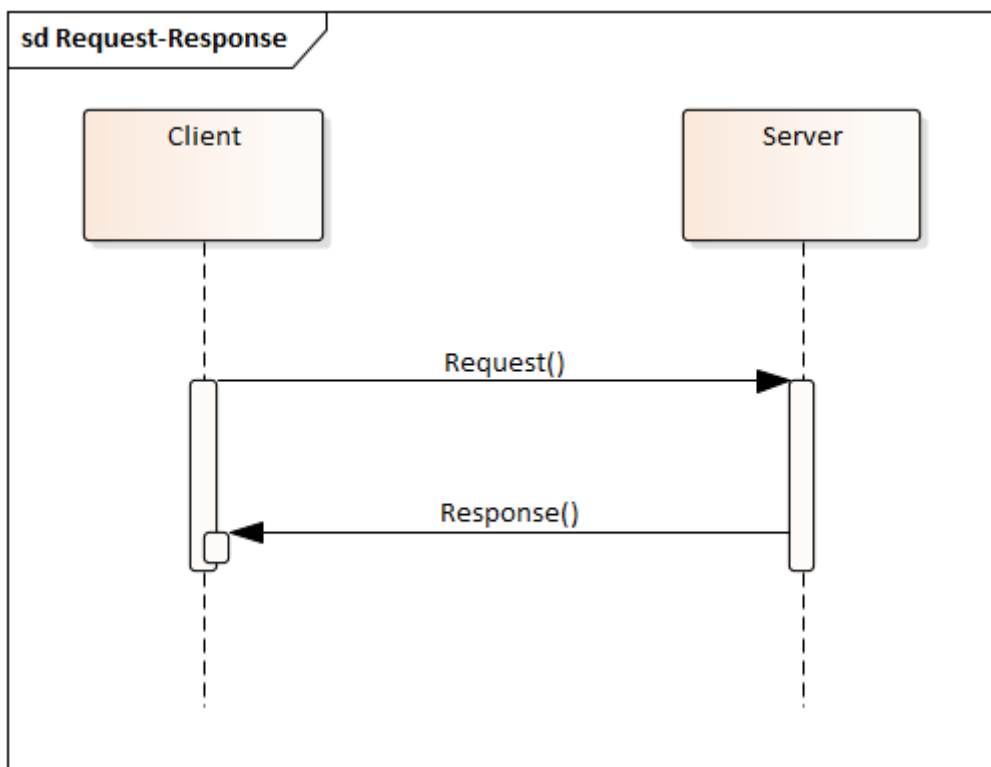 sd Request-Response
Client
Server
Request()
Response()